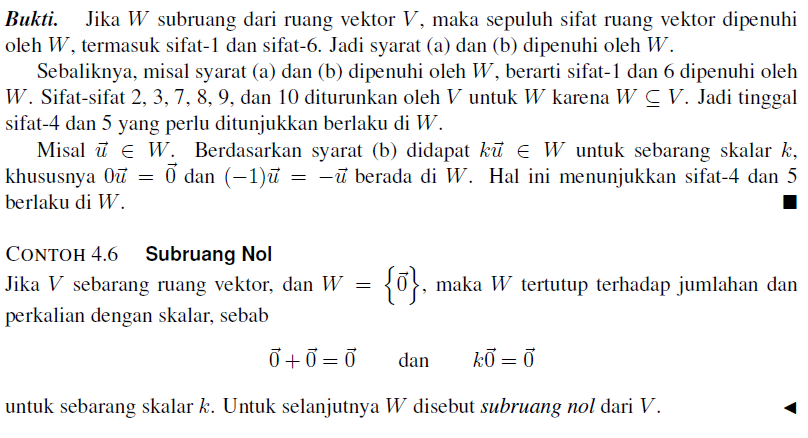 Bukti. Jika W subruang dari ruang vektor V, maka sepuluh sifat ruang vektor dipenuhi
oleh W, termasuk sifat-1 dan sifat-6. Jadi syarat (a) dan (b) dipenuhi oleh W.
Sebaliknya, misal syarat (a) dan (b) dipenuhi oleh W, berarti sifat-1 dan 6 dipenuhi oleh
W. Sifat-sifat 2, 3, 7, 8, 9, dan 10 diturunkan oleh V untuk W karena W ⊆ V. Jadi tinggal
sifat-4 dan 5 yang perlu ditunjukkan berlaku di W.
Misal u⃗ ∈ W. Berdasarkan syarat (b) didapat ku⃗ ∈ W untuk sebarang skalar k,
khususnya 0u⃗ = 0⃗ dan (−1)u⃗ = −u⃗ berada di W. Hal ini menunjukkan sifat-4 dan 5
berlaku di W. ■
CONTOH 4.6 Subruang Nol
Jika V sebarang ruang vektor, dan W = {0⃗}, maka W tertutup terhadap jumlahan dan
perkalian dengan skalar, sebab
0⃗ + 0⃗ = 0⃗ dan k0⃗ = 0⃗
untuk sebarang skalar k. Untuk selanjutnya W disebut subruang nol dari V. ◄